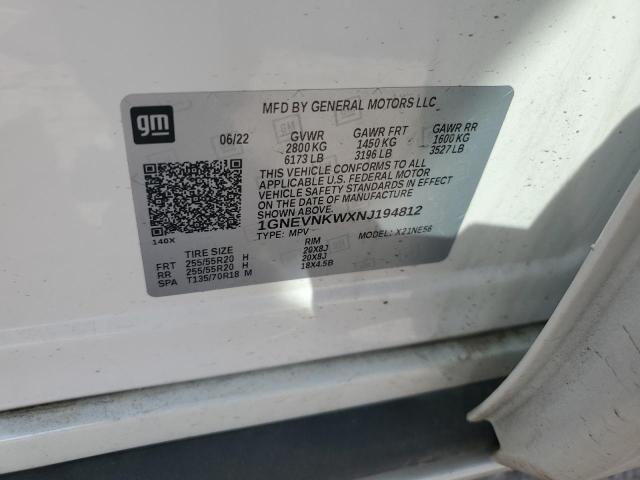 gm
MFD BY GENERAL MOTORS LLC
06/22 GVWR GAWR FRT GAWR RR
2800 KG 1450 KG 1600 KG
6173 LB 3196 LB 3527 LB
THIS VEHICLE CONFORMS TO ALL
APPLICABLE U.S. FEDERAL MOTOR
VEHICLE SAFETY STANDARDS IN EFFECT
ON THE DATE OF MANUFACTURE
SHOWN ABOVE.
1GNEVNKWXNJ194812
TYPE: MPV MODEL: X21NE56
140X
TIRE SIZE RIM
FRT 255/55R20 H 20X8J
RR 255/55R20 H 20X8J
SPA T135/70R18 M 18X4.5B